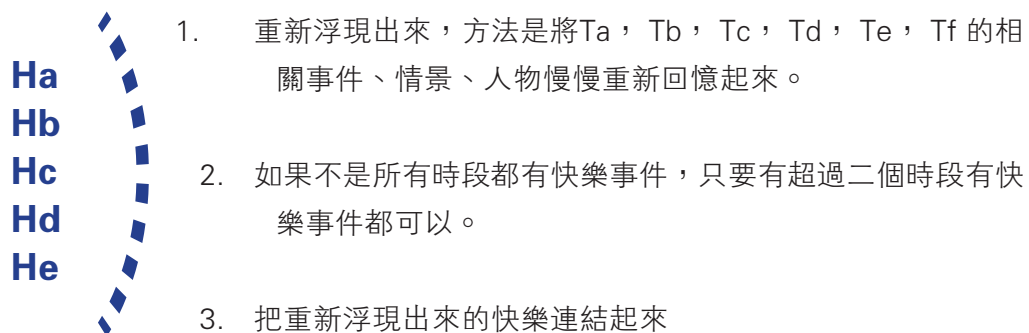 Ha
Hb
Hc
Hd
He
1. 重新浮現出來，方法是將Ta， Tb， Tc， Td， Te， Tf 的相
關事件、情景、人物慢慢重新回憶起來。
2. 如果不是所有時段都有快樂事件，只要有超過二個時段有快
樂事件都可以。
3. 把重新浮現出來的快樂連結起來